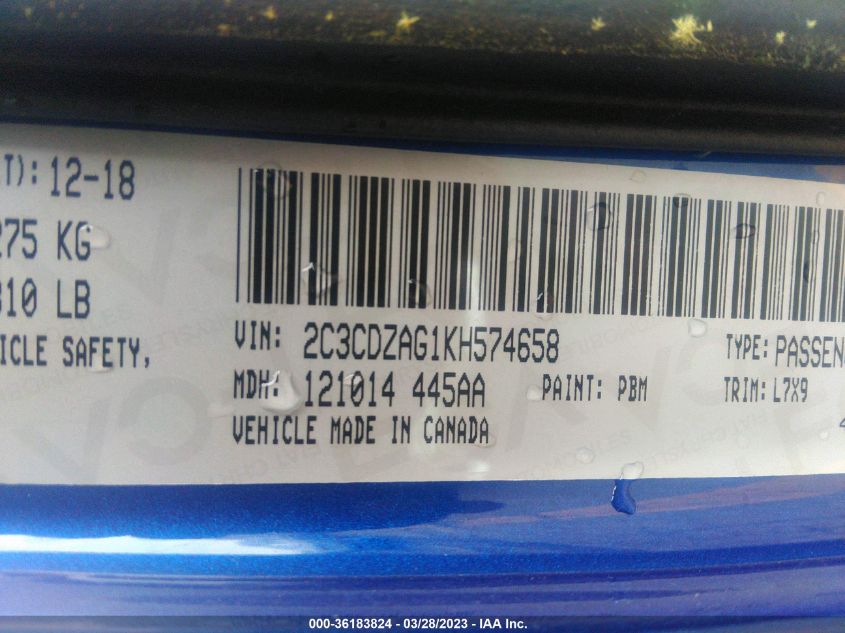 T): 12-18
275 KG
310 LB
ICLE SAFETY,
VIN: 2C3CDZAG1KH574658
TYPE: PASSEN
MDH: 121014 445AA
PAINT: PBM
TRIM: L7X9
VEHICLE MADE IN CANADA
4
000-36183824 - 03/28/2023 - IAA Inc.